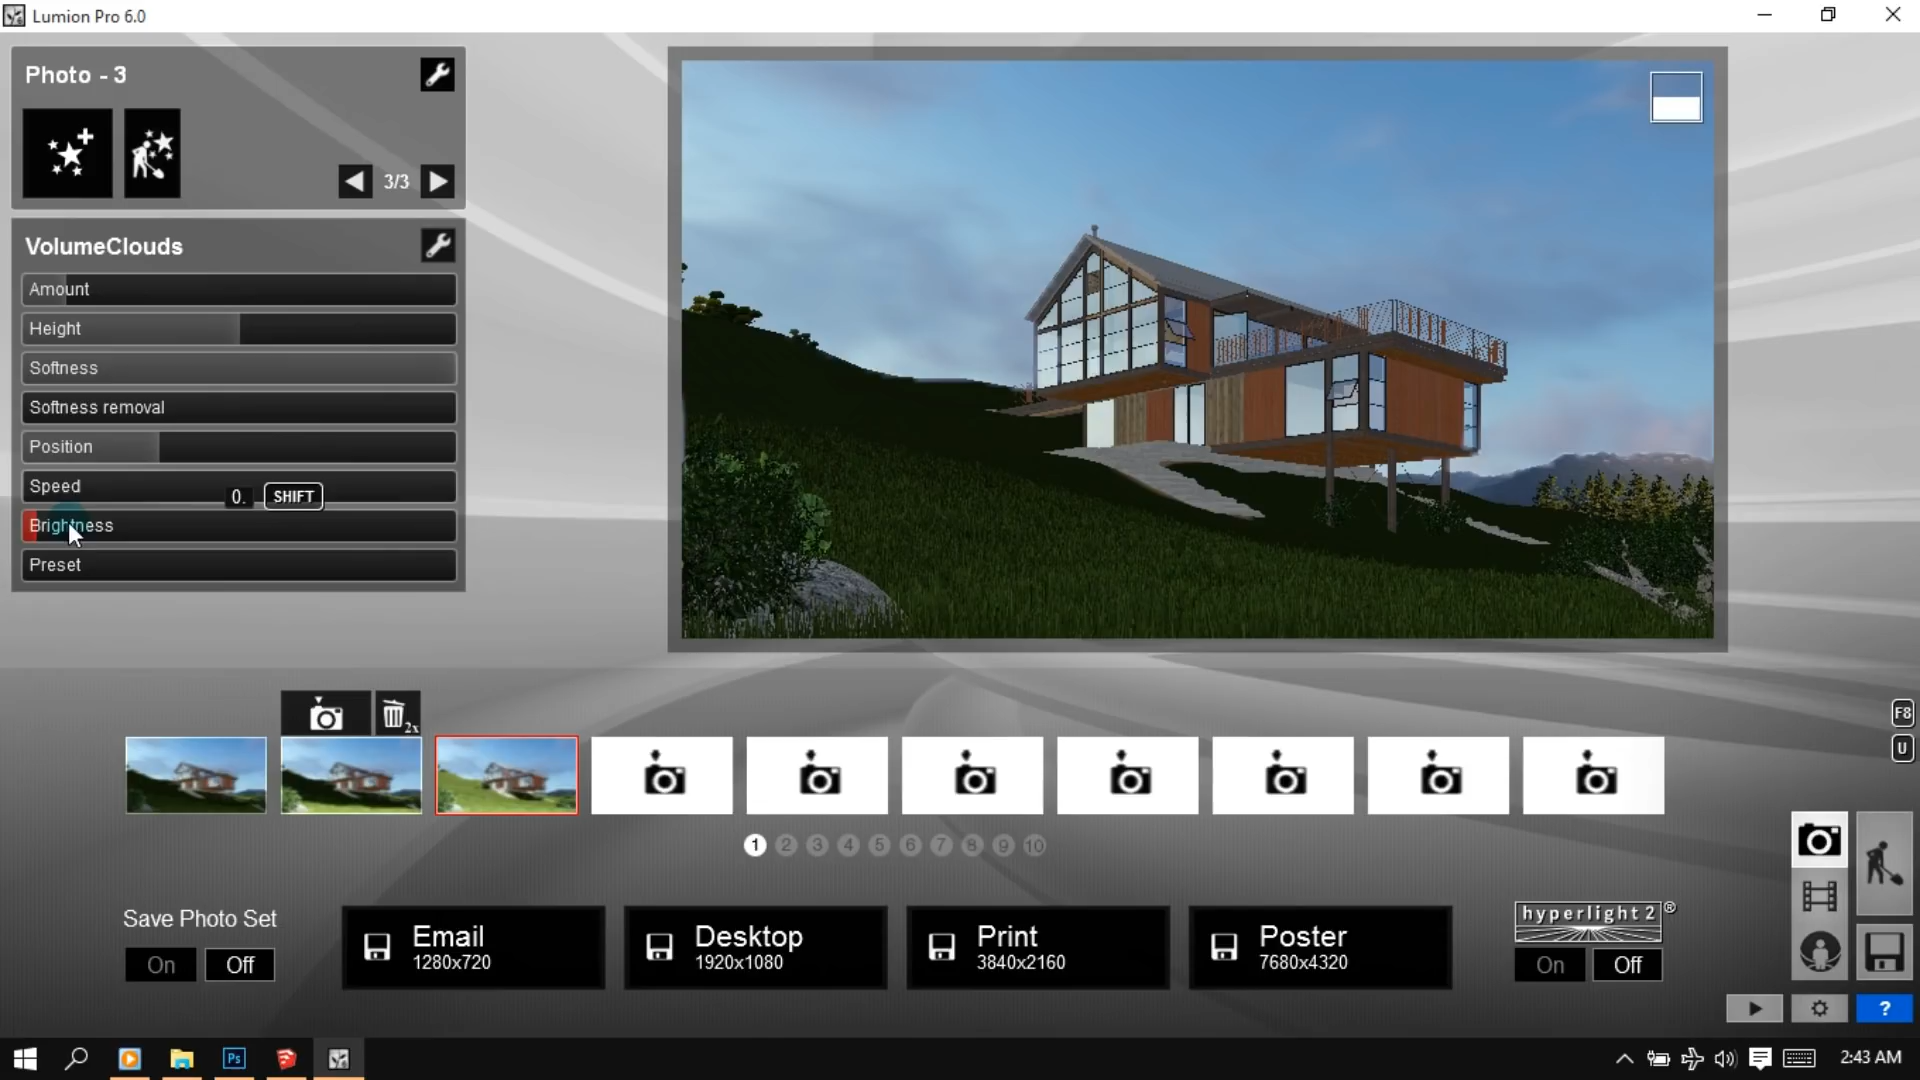 Lumion Pro 6.0
Photo - 3
3/3
VolumeClouds
Amount
Height
Softness
Softness removal
Position
Speed
0. SHIFT
Brightness
Preset
2x
F8
U
1 2 3 4 5 6 7 8 9 10
Save Photo Set
On Off
Email
1280x720
Desktop
1920x1080
Print
3840x2160
Poster
7680x4320
hyperlight 2 ®
On Off
?
Ps
2:43 AM